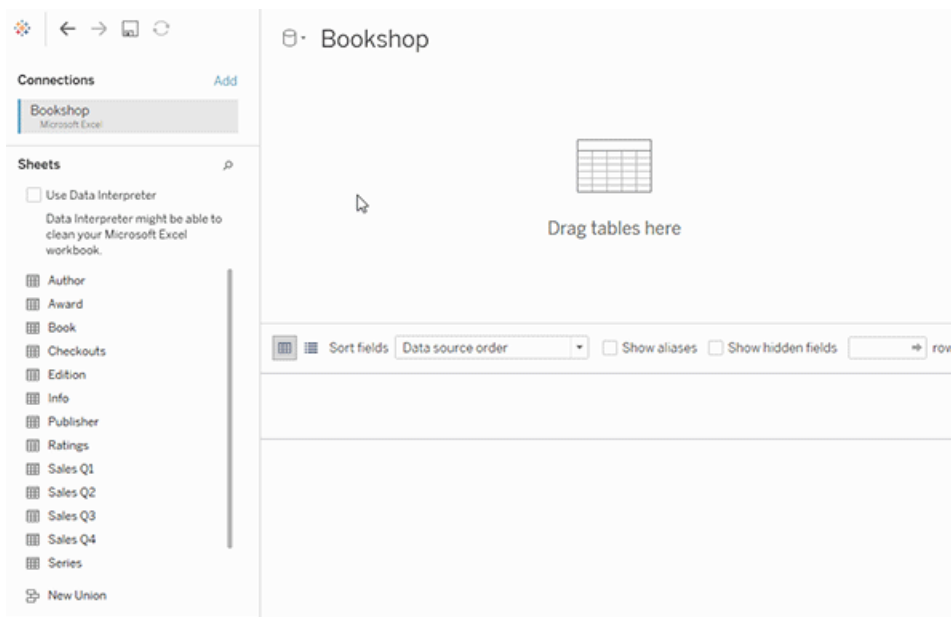 Bookshop
Connections
Add
Bookshop
Microsoft Excel
Sheets
Use Data Interpreter
Data Interpreter might be able to
clean your Microsoft Excel
workbook.
Author
Award
Book
Checkouts
Edition
Info
Publisher
Ratings
Sales Q1
Sales Q2
Sales Q3
Sales Q4
Series
New Union
Drag tables here
Sort fields Data source order Show aliases Show hidden fields